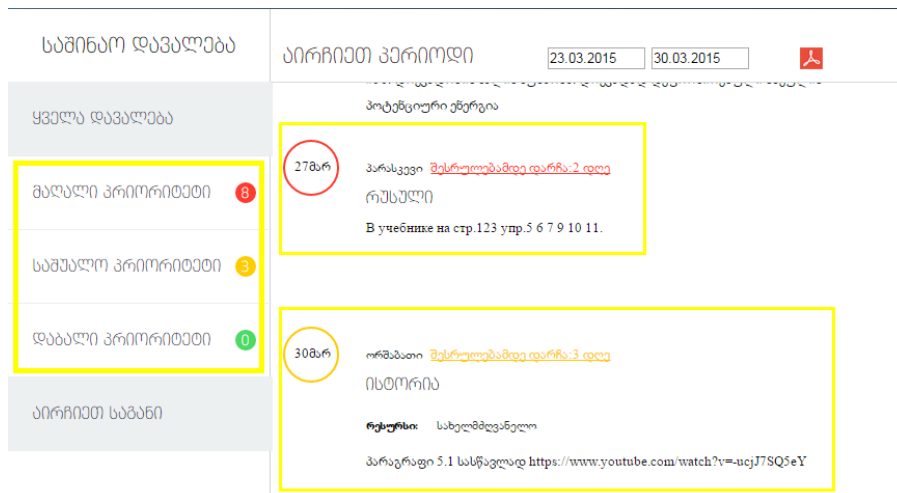 საშინაო დავალება
აირჩიეთ პერიოდი
23.03.2015
30.03.2015
ყველა დავალება
მაღალი პრიორიტეტი 8
საშუალო პრიორიტეტი 3
დაბალი პრიორიტეტი 0
აირჩიეთ საგანი
პოტენციური ენერგია
27მარ
პარასკევი შესრულებამდე დარჩა:2 დღე
რუსული
В учебнике на стр.123 упр.5 6 7 9 10 11.
30მარ
ორშაბათი შესრულებამდე დარჩა:3 დღე
ისტორია
რესურსი: სახელმძღვანელო
პარაგრაფი 5.1 სასწავლად https://www.youtube.com/watch?v=-ucjJ7SQ5eY